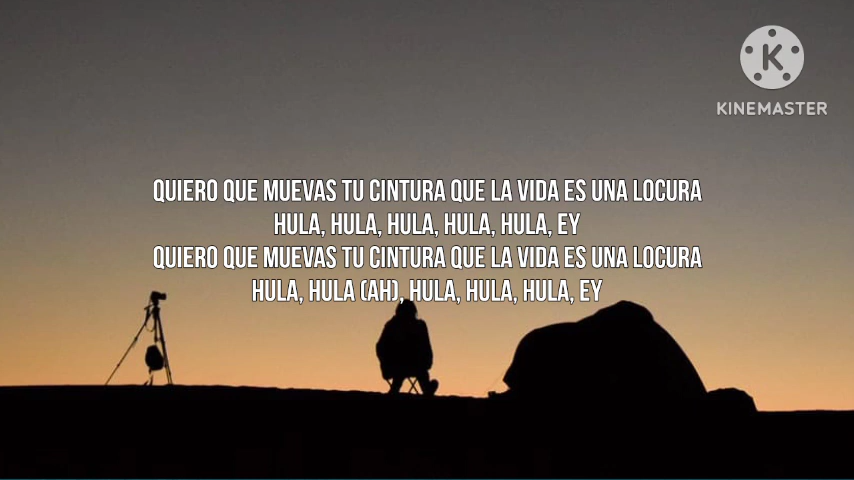 KINEMASTER
QUIERO QUE MUEVAS TU CINTURA QUE LA VIDA ES UNA LOCURA
HULA, HULA, HULA, HULA, HULA, EY
QUIERO QUE MUEVAS TU CINTURA QUE LA VIDA ES UNA LOCURA
HULA, HULA (AH), HULA, HULA, HULA, EY